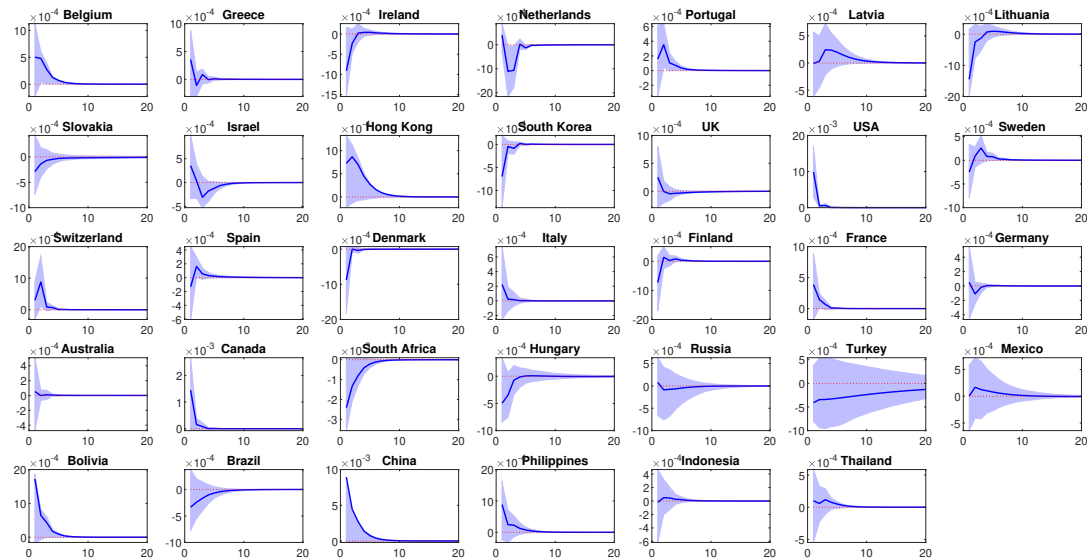 ×10⁻⁴ Belgium
10
5
0
0 10 20
×10⁻⁴ Greece
10
5
0
0 10 20
Ireland
5
0
-5
-10
-15
0 10 20
Netherlands
10
0
-10
-20
0 10 20
×10⁻⁴ Portugal
6
4
2
0
-2
0 10 20
×10⁻⁴ Latvia
5
0
-5
0 10 20
×10⁻⁴ Lithuania
0
-10
-20
0 10 20
×10⁻⁴ Slovakia
0
-5
-10
0 10 20
×10⁻⁴ Israel
5
0
-5
0 10 20
Hong Kong
10
5
0
0 10 20
South Korea
0
-5
-10
0 10 20
×10⁻⁴ UK
10
5
0
-5
0 10 20
×10⁻³ USA
20
10
0
0 10 20
×10⁻⁴ Sweden
5
0
-5
0 10 20
Switzerland
20
10
0
0 10 20
×10⁻⁴ Spain
4
2
0
-2
-4
-6
0 10 20
×10⁻⁴ Denmark
0
-10
-20
0 10 20
×10⁻⁴ Italy
6
4
2
0
-2
0 10 20
×10⁻⁴ Finland
10
0
-10
-20
0 10 20
×10⁻⁴ France
10
5
0
0 10 20
×10⁻⁴ Germany
4
2
0
-2
-4
0 10 20
×10⁻⁴ Australia
4
2
0
-2
-4
0 10 20
×10⁻³ Canada
2
1
0
0 10 20
South Africa
0
-1
-2
-3
0 10 20
×10⁻⁴ Hungary
5
0
-5
-10
0 10 20
×10⁻⁴ Russia
5
0
-5
-10
0 10 20
×10⁻⁴ Turkey
5
0
-5
-10
0 10 20
×10⁻⁴ Mexico
5
0
-5
0 10 20
×10⁻⁴ Bolivia
20
10
0
0 10 20
×10⁻⁴ Brazil
5
0
-5
-10
0 10 20
×10⁻³ China
8
6
4
2
0
0 10 20
Philippines
20
10
0
0 10 20
×10⁻⁴ Indonesia
4
2
0
-2
-4
-6
0 10 20
×10⁻⁴ Thailand
5
0
-5
0 10 20